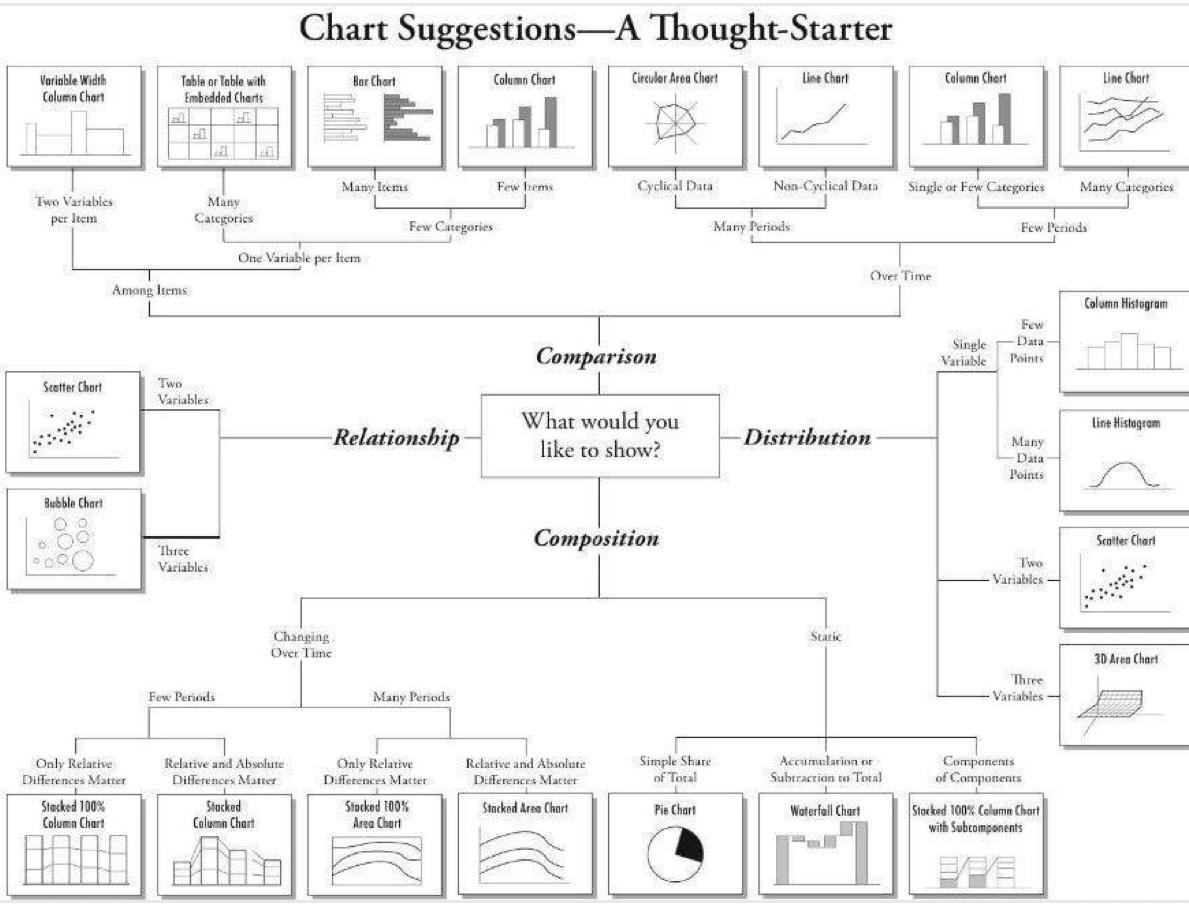 Chart Suggestions—A Thought-Starter
Variable Width
Column Chart
Table or Table with
Embedded Charts
Bar Chart
Column Chart
Circular Area Chart
Line Chart
Column Chart
Line Chart
Two Variables
per Item
Many
Categories
Many Items
Few Items
Cyclical Data
Non-Cyclical Data
Single or Few Categories
Many Categories
Few Categories
Many Periods
Few Periods
One Variable per Item
Over Time
Among Items
Comparison
Single
Variable
Few
Data
Points
Column Histogram
Scatter Chart
Two
Variables
Relationship
What would you
like to show?
Distribution
Many
Data
Points
Line Histogram
Bubble Chart
Three
Variables
Composition
Two
Variables
Scatter Chart
Changing
Over Time
Static
Three
Variables
3D Area Chart
Few Periods
Many Periods
Only Relative
Differences Matter
Relative and Absolute
Differences Matter
Only Relative
Differences Matter
Relative and Absolute
Differences Matter
Simple Share
of Total
Accumulation or
Subtraction to Total
Components
of Components
Stacked 100%
Column Chart
Stacked
Column Chart
Stacked 100%
Area Chart
Stacked Area Chart
Pie Chart
Waterfall Chart
Stacked 100% Column Chart
with Subcomponents